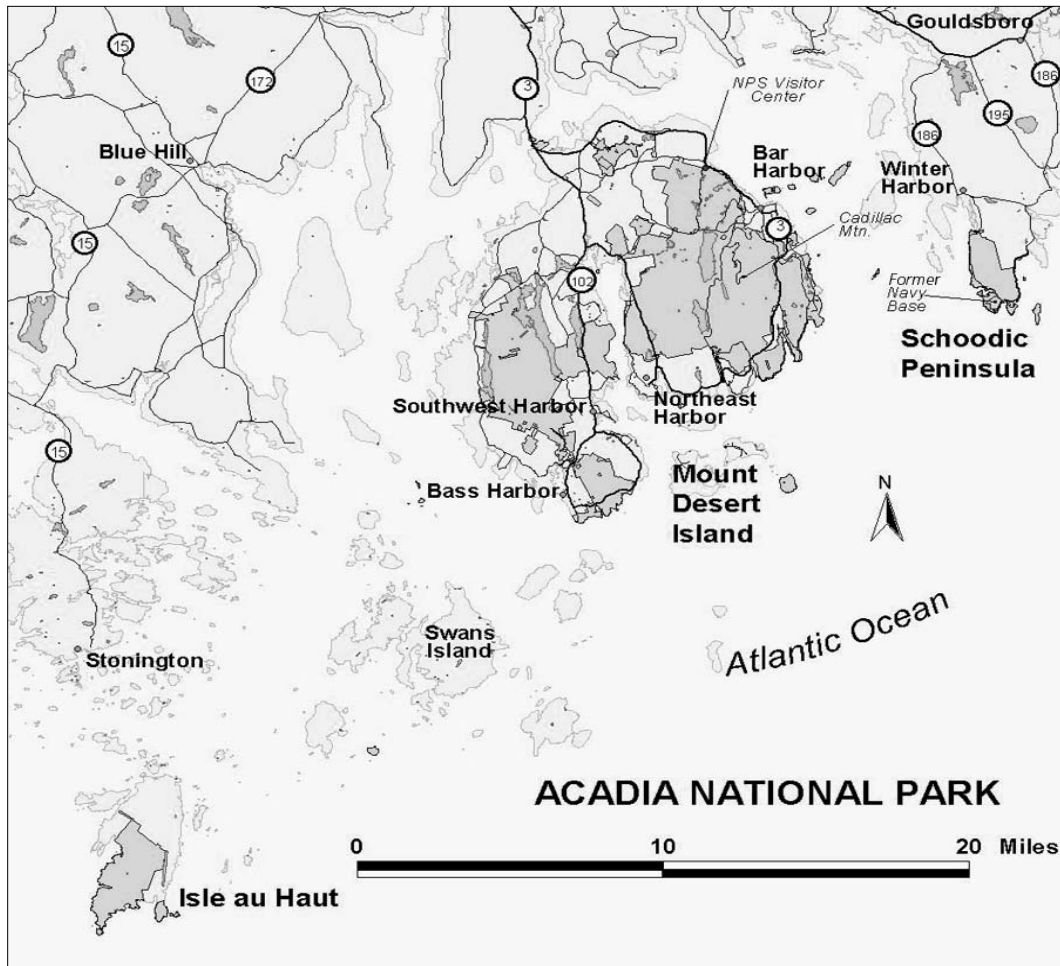 Gouldsboro
15
172
3
NPS Visitor
Center
186
195
186
Blue Hill
Bar
Harbor
Winter
Harbor
Cadillac
Mtn.
3
15
102
Former
Navy
Base
Schoodic
Peninsula
Southwest Harbor
Northeast
Harbor
15
Bass Harbor
Mount
Desert
Island
N
Swans
Island
Stonington
Atlantic Ocean
ACADIA NATIONAL PARK
0 10 20 Miles
Isle au Haut